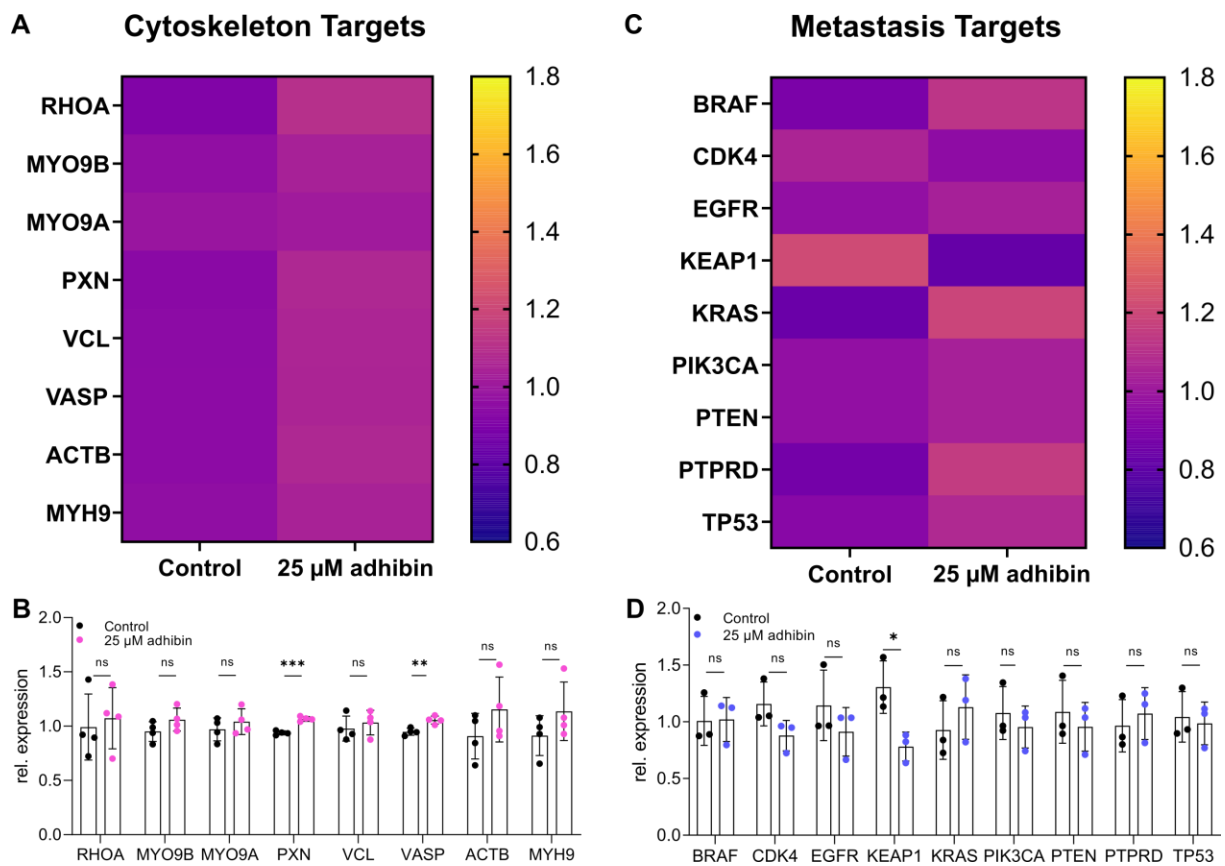 A Cytoskeleton Targets
RHOA
MYO9B
MYO9A
PXN
VCL
VASP
ACTB
MYH9
Control 25 µM adhibin
1.8
1.6
1.4
1.2
1.0
0.8
0.6
C Metastasis Targets
BRAF
CDK4
EGFR
KEAP1
KRAS
PIK3CA
PTEN
PTPRD
TP53
Control 25 µM adhibin
1.8
1.6
1.4
1.2
1.0
0.8
0.6
B
rel. expression
2.0
1.5
1.0
0.5
0.0
Control
25 µM adhibin
ns ns ns *** ns ** ns ns
RHOA MYO9B MYO9A PXN VCL VASP ACTB MYH9
D
rel. expression
2.0
1.5
1.0
0.5
0.0
Control
25 µM adhibin
ns ns ns * ns ns ns ns ns
BRAF CDK4 EGFR KEAP1 KRAS PIK3CA PTEN PTPRD TP53